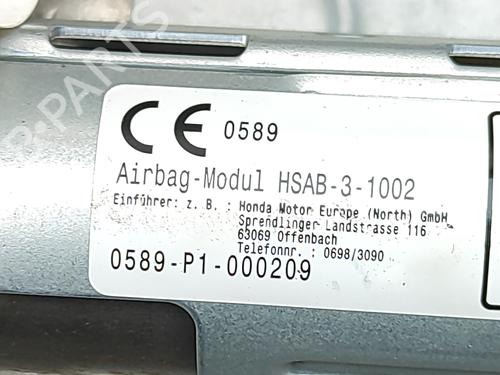 CE 0589
Airbag-Modul HSAB-3-1002
Einführer: z. B. : Honda Motor Europe (North) GmbH
Sprendlinger Landstrasse 116
63069 Offenbach
Telefonnr. : 0698/3090
0589-P1-000209